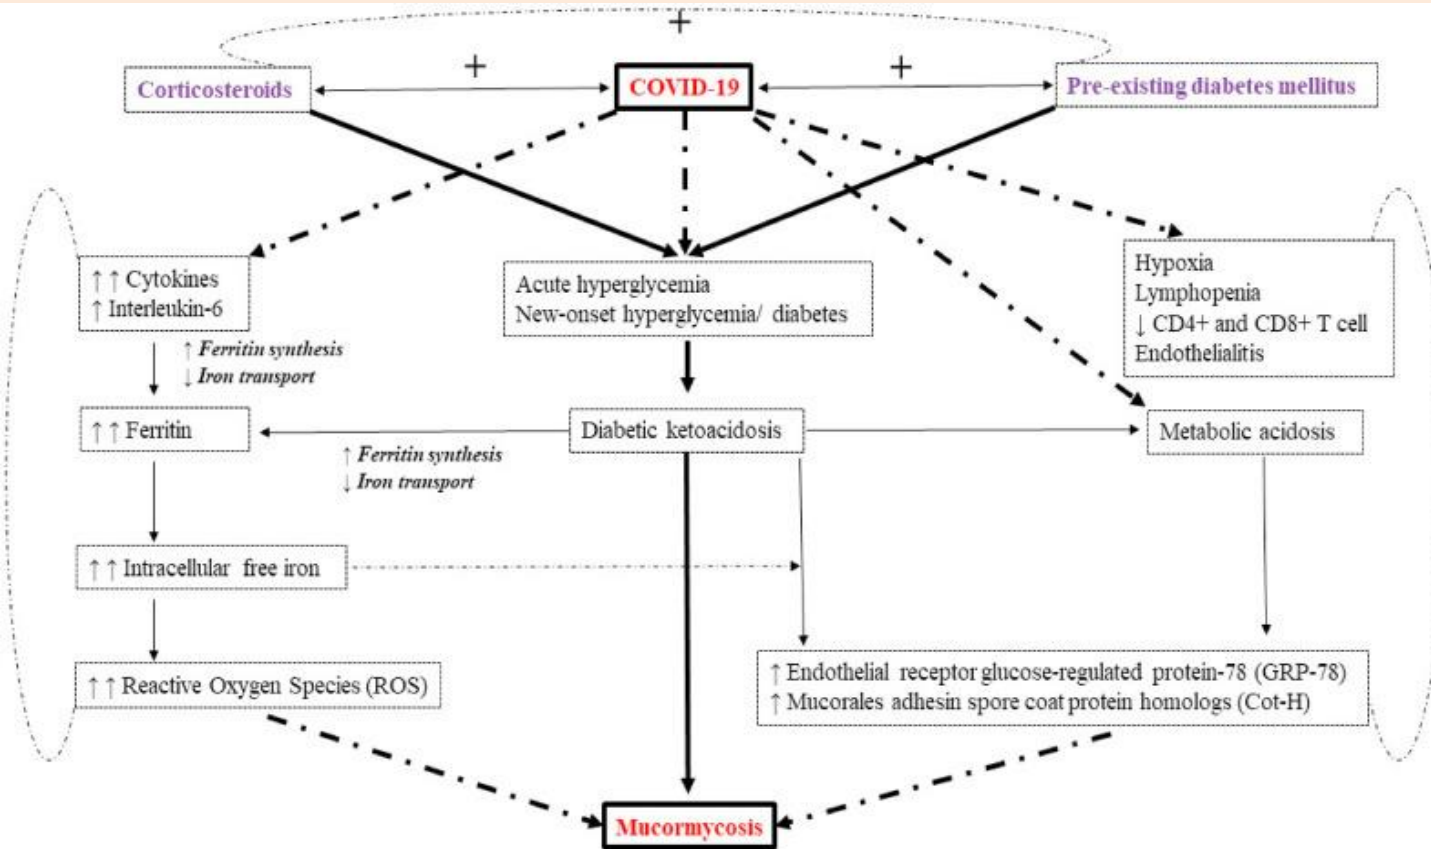 +
+
+
Corticosteroids
COVID-19
Pre-existing diabetes mellitus
↑ ↑ Cytokines
↑ Interleukin-6
Acute hyperglycemia
New-onset hyperglycemia/ diabetes
Hypoxia
Lymphopenia
↓ CD4+ and CD8+ T cell
Endothelialitis
↑ Ferritin synthesis
↓ Iron transport
↑ ↑ Ferritin
Diabetic ketoacidosis
Metabolic acidosis
↑ Ferritin synthesis
↓ Iron transport
↑ ↑ Intracellular free iron
↑ ↑ Reactive Oxygen Species (ROS)
↑ Endothelial receptor glucose-regulated protein-78 (GRP-78)
↑ Mucorales adhesin spore coat protein homologs (Cot-H)
Mucormycosis